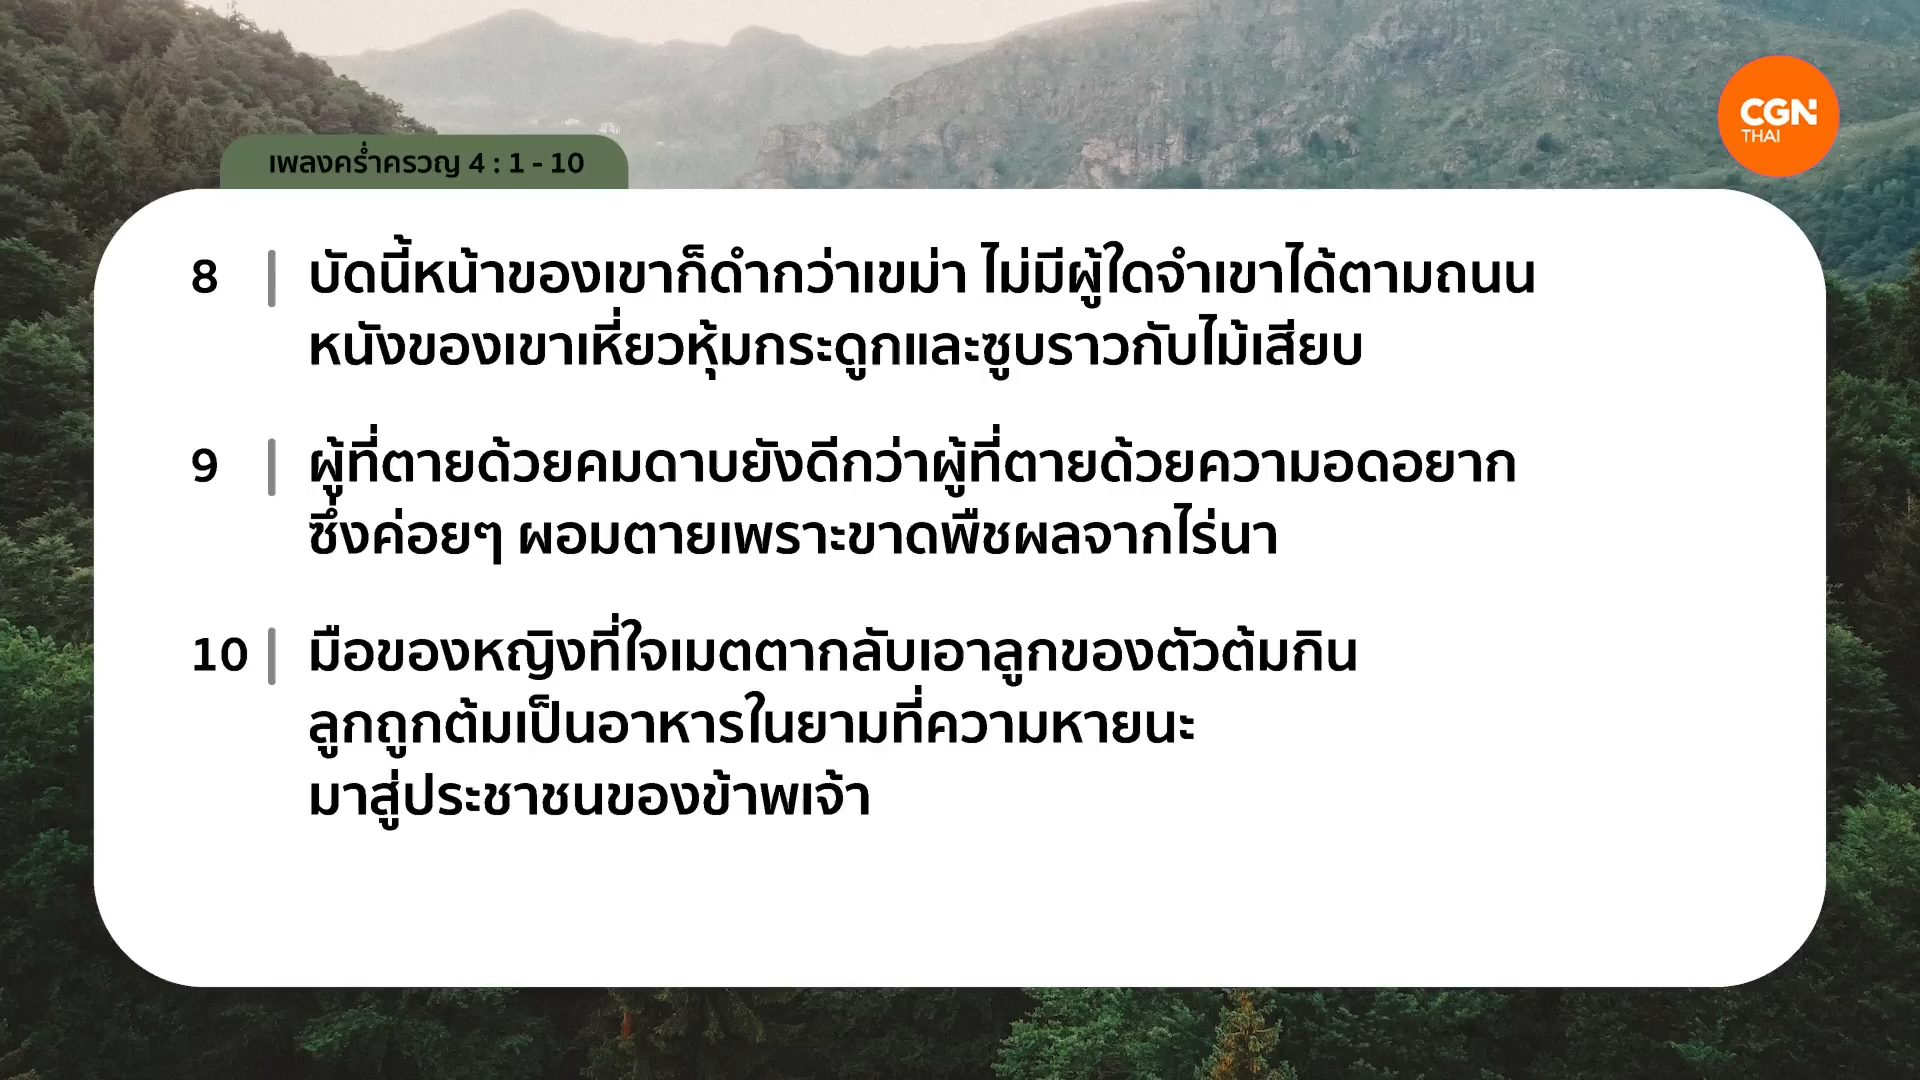 CGN
THAI
เพลงคร่ำครวญ 4 : 1 - 10
8 บัดนี้หน้าของเขาก็ดำกว่าเขม่า ไม่มีผู้ใดจำเขาได้ตามถนน
หนังของเขาเหี่ยวหุ้มกระดูกและซูบราวกับไม้เสียบ
9 ผู้ที่ตายด้วยคมดาบยังดีกว่าผู้ที่ตายด้วยความอดอยาก
ซึ่งค่อยๆ ผอมตายเพราะขาดพืชผลจากไร่นา
10 มือของหญิงที่ใจเมตตากลับเอาลูกของตัวต้มกิน
ลูกถูกต้มเป็นอาหารในยามที่ความหายนะ
มาสู่ประชาชนของข้าพเจ้า